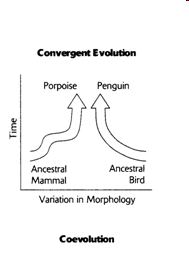 Convergent Evolution
Porpoise Penguin
Time
Ancestral Ancestral
Mammal Bird
Variation in Morphology
Coevolution